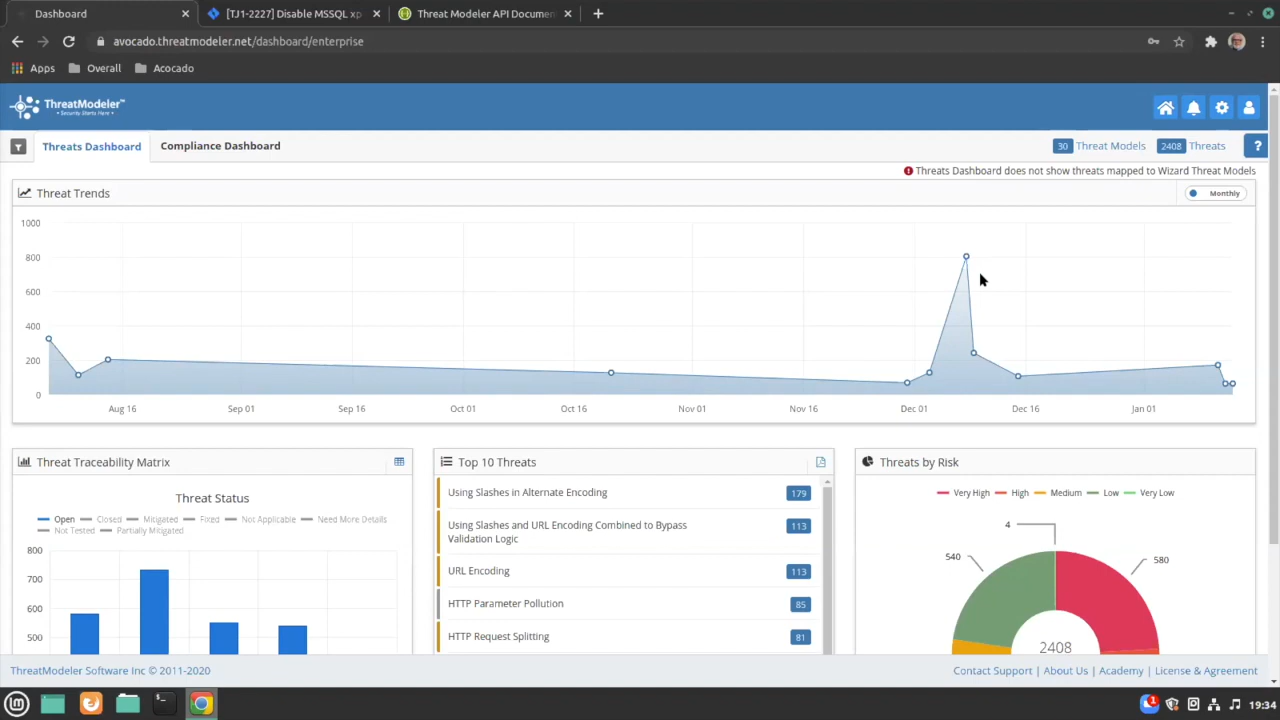 Dashboard
[TJ1-2227] Disable MSSQL xp
Threat Modeler API Documen
avocado.threatmodeler.net/dashboard/enterprise
Apps
Overall
Acocado
ThreatModeler™
• Security Starts Here •
Threats Dashboard
Compliance Dashboard
30 Threat Models
2408 Threats
?
Threats Dashboard does not show threats mapped to Wizard Threat Models
Threat Trends
Monthly
1000
800
600
400
200
0
Aug 16
Sep 01
Sep 16
Oct 01
Oct 16
Nov 01
Nov 16
Dec 01
Dec 16
Jan 01
Threat Traceability Matrix
Threat Status
Open Closed Mitigated Fixed Not Applicable Need More Details
Not Tested Partially Mitigated
800
700
600
500
Top 10 Threats
Using Slashes in Alternate Encoding 179
Using Slashes and URL Encoding Combined to Bypass
Validation Logic 113
URL Encoding 113
HTTP Parameter Pollution 85
HTTP Request Splitting 81
Threats by Risk
Very High High Medium Low Very Low
4
540
580
2408
ThreatModeler Software Inc © 2011-2020
Contact Support | About Us | Academy | License & Agreement
1
19:34